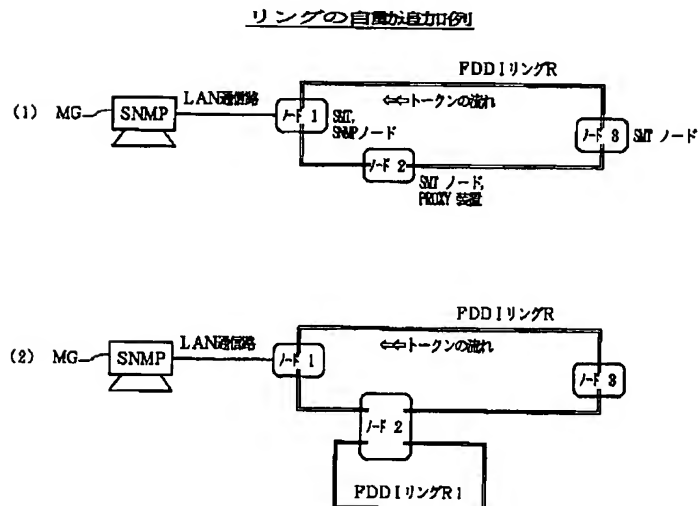 リングの自動追加例
FDDIリングR
(1) MG SNMP LAN通信路 ノード 1 ⇐⇐トークンの流れ
SMT,
SNMPノード
ノード 3 SMT ノード
ノード 2
SMT ノード,
PROXY 装置
FDDIリングR
(2) MG SNMP LAN通信路 ノード 1 ⇐⇐トークンの流れ
ノード 3
ノード 2
FDDIリングR1